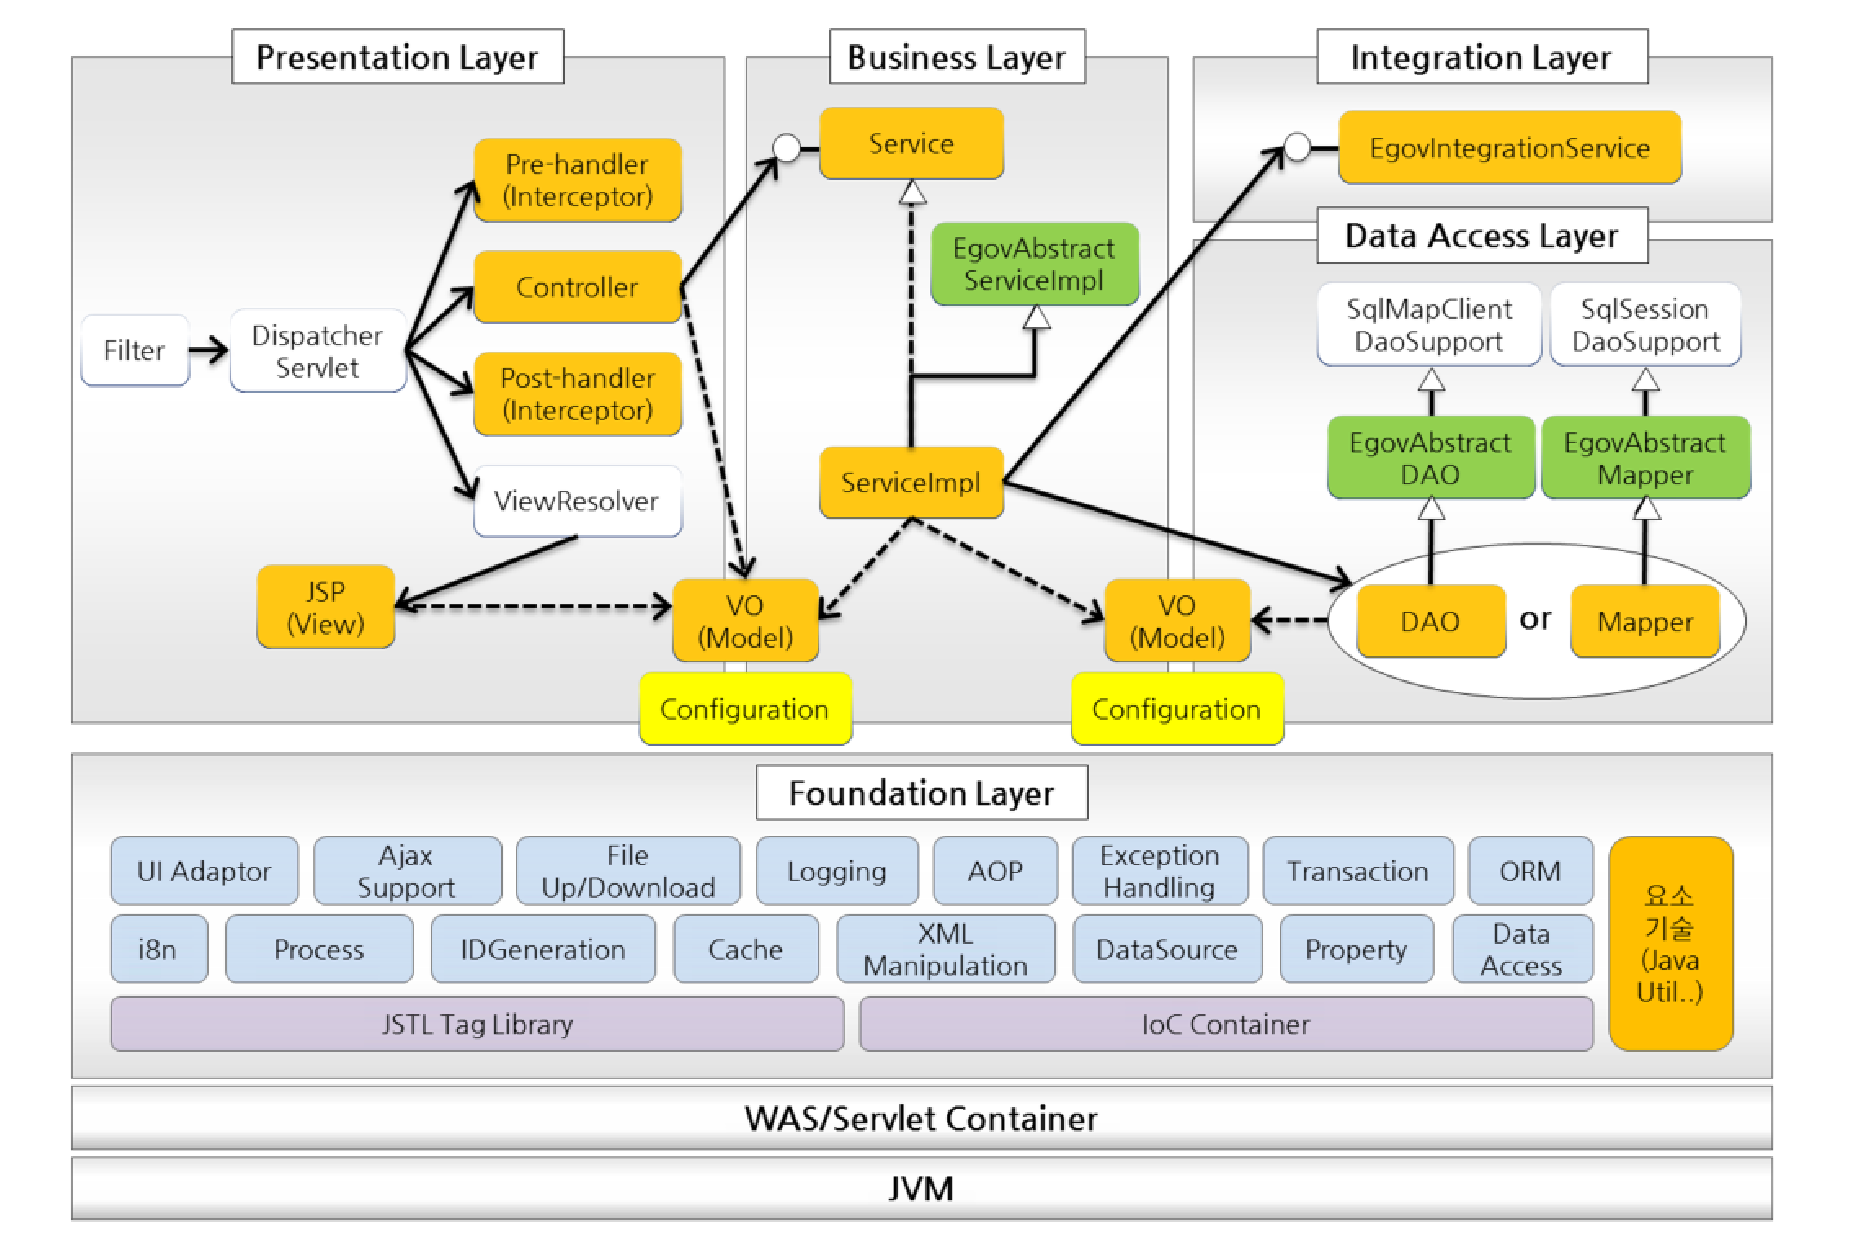 Presentation Layer
Business Layer
Integration Layer
Pre-handler
(Interceptor)
Controller
Filter
Dispatcher
Servlet
Post-handler
(Interceptor)
ViewResolver
JSP
(View)
VO
(Model)
Configuration
Service
EgovAbstract
ServiceImpl
ServiceImpl
VO
(Model)
Configuration
EgovIntegrationService
Data Access Layer
SqlMapClient
DaoSupport
SqlSession
DaoSupport
EgovAbstract
DAO
EgovAbstract
Mapper
DAO or Mapper
Foundation Layer
UI Adaptor
Ajax
Support
File
Up/Download
Logging
AOP
Exception
Handling
Transaction
ORM
i8n
Process
IDGeneration
Cache
XML
Manipulation
DataSource
Property
Data
Access
JSTL Tag Library
IoC Container
요소
기술
(Java
Util..)
WAS/Servlet Container
JVM